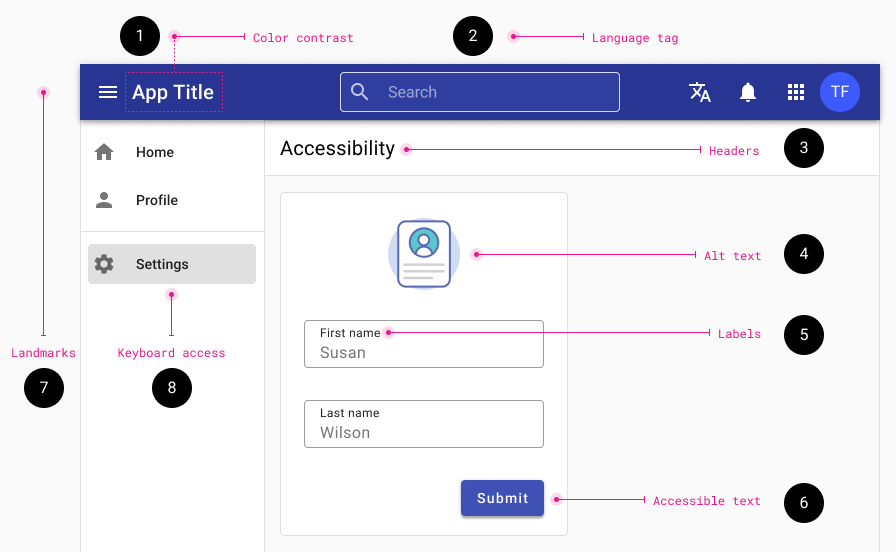 1 Color contrast 2 Language tag
App Title Search TF
Home
Accessibility Headers 3
Profile
Settings
Alt text 4
First name
Susan
Labels 5
Landmarks
7
Keyboard access
8
Last name
Wilson
Submit
Accessible text 6